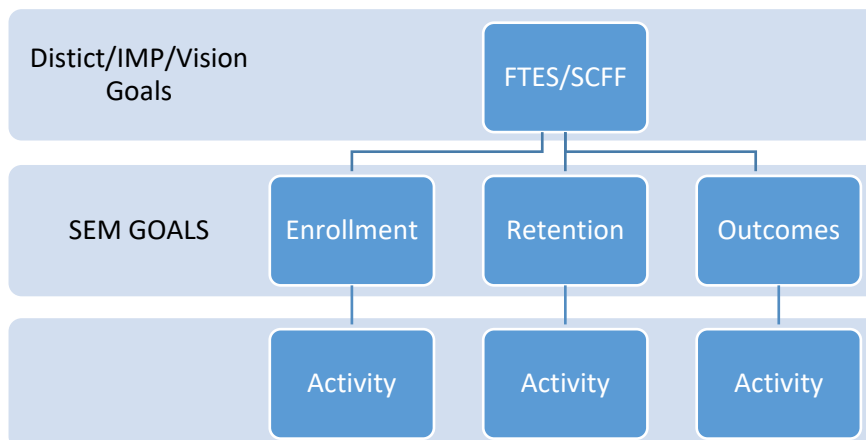 Distict/IMP/Vision
Goals
FTES/SCFF
SEM GOALS
Enrollment
Retention
Outcomes
Activity
Activity
Activity